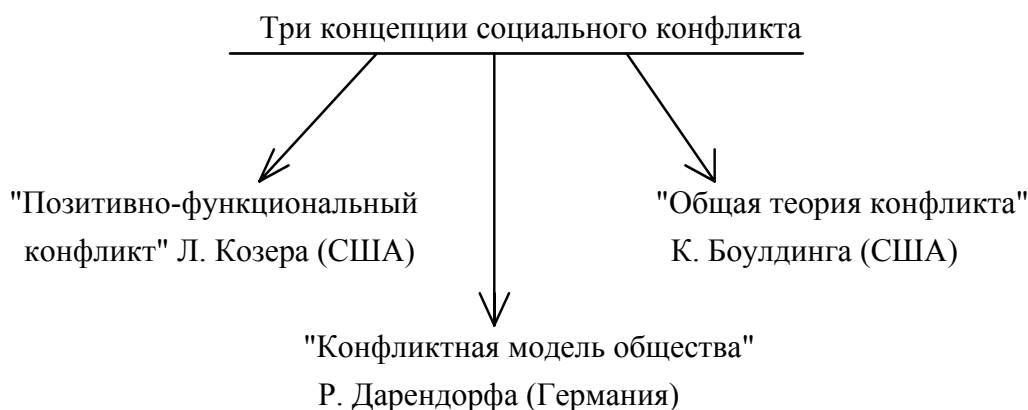 Три концепции социального конфликта
"Позитивно-функциональный
конфликт" Л. Козера (США)
"Общая теория конфликта"
К. Боулдинга (США)
"Конфликтная модель общества"
Р. Дарендорфа (Германия)